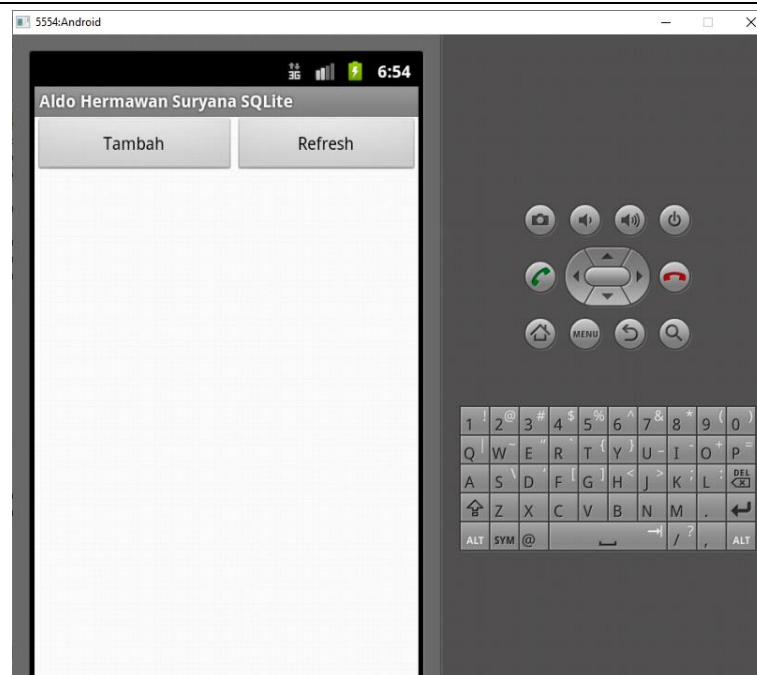 5554:Android
3G 6:54
Aldo Hermawan Suryana SQLite
Tambah Refresh
MENU
1 ! 2 @ 3 # 4 $ 5 % 6 ^ 7 & 8 * 9 ( 0 )
Q | W ~ E " R ` T { Y } U - I - O + P =
A S \ D ' F [ G ] H < J > K ; L : DEL
Z X C V B N M .
ALT SYM @ / ? , ALT